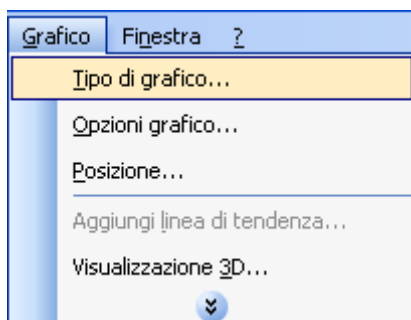 Grafico Finestra ?
Tipo di grafico...
Opzioni grafico...
Posizione...
Aggiungi linea di tendenza...
Visualizzazione 3D...